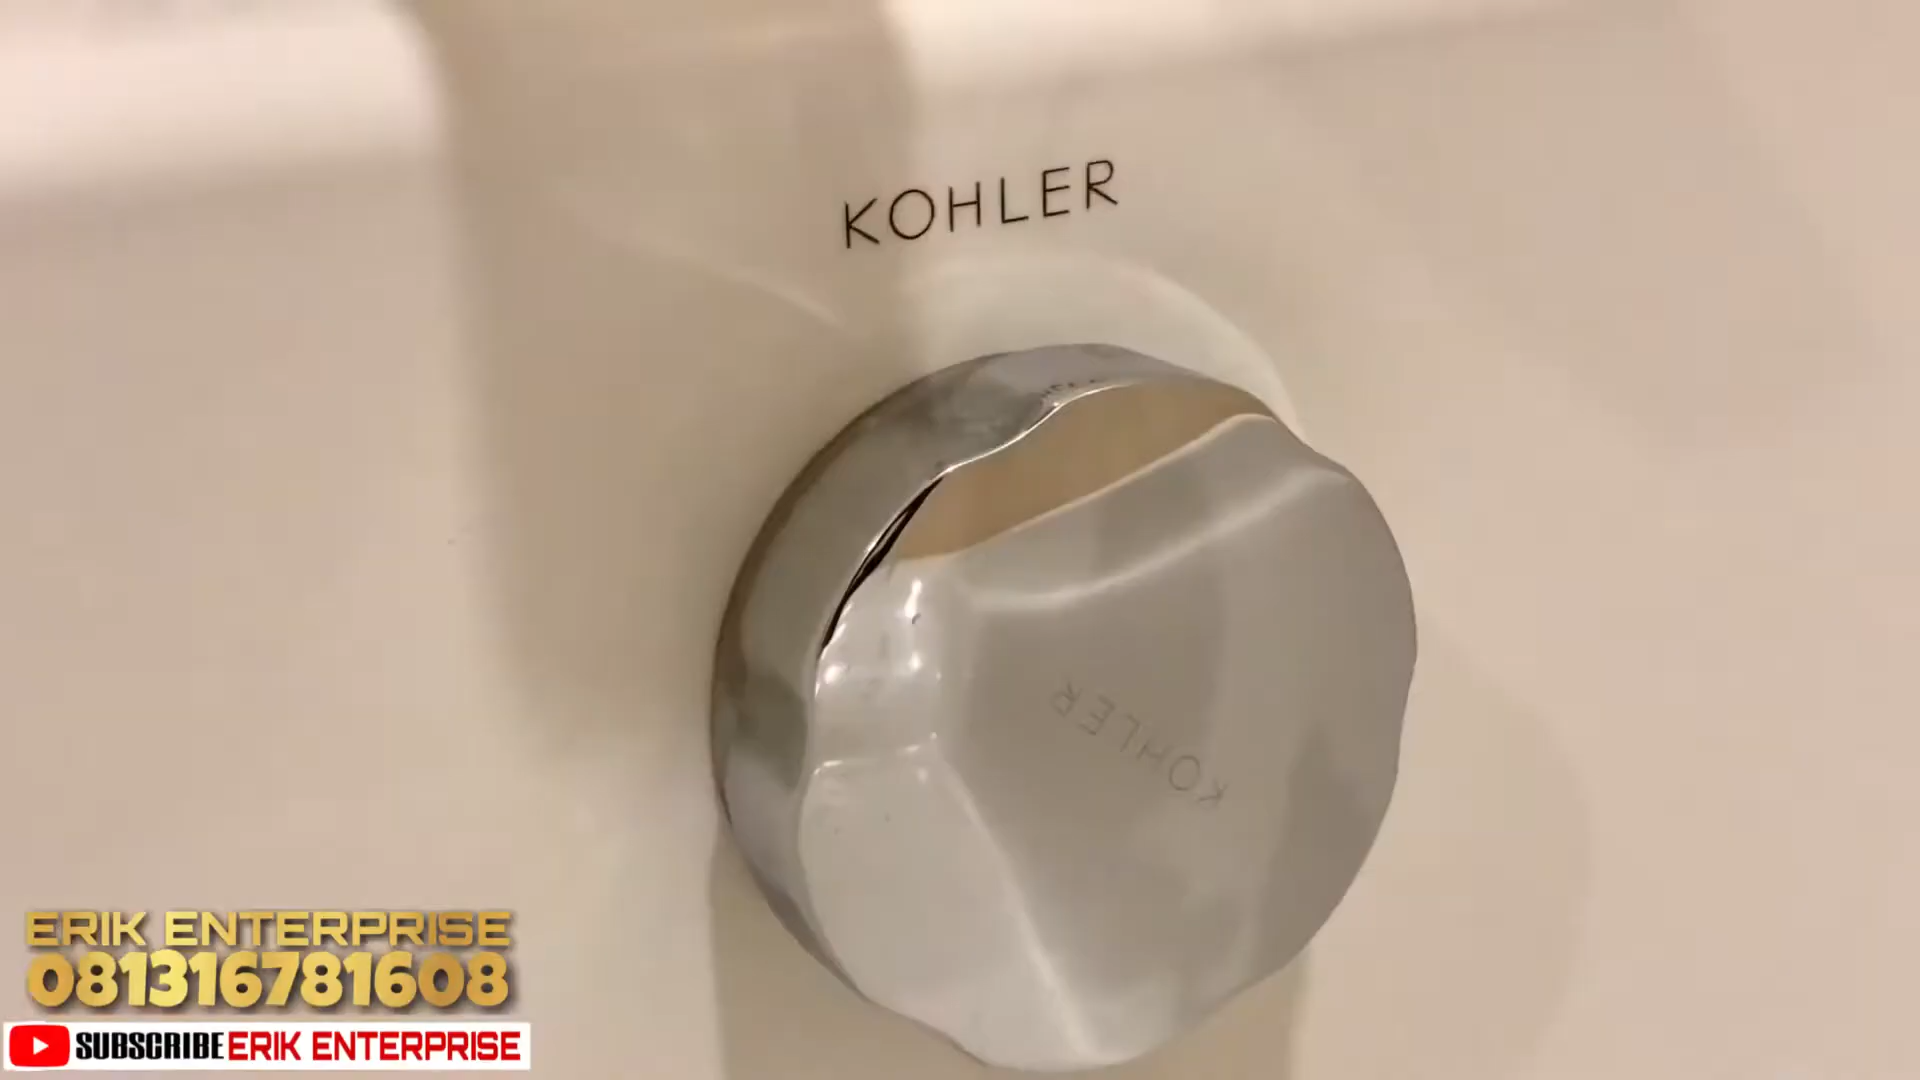 KOHLER
KOHLER
ERIK ENTERPRISE
081316781608
SUBSCRIBE ERIK ENTERPRISE